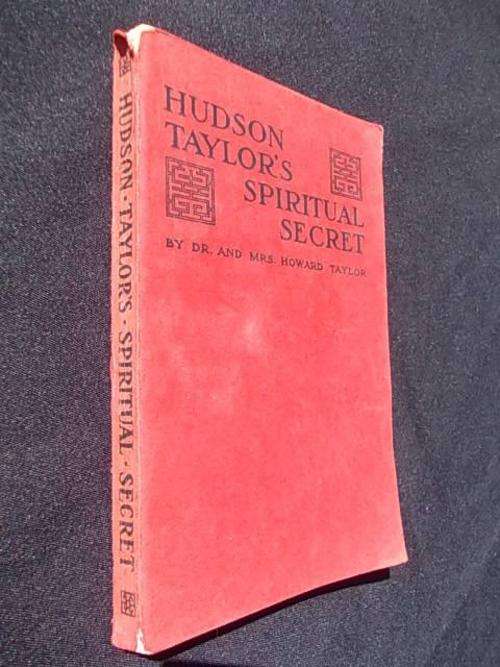 HUDSON
TAYLOR'S
SPIRITUAL
SECRET
BY DR. AND MRS. HOWARD TAYLOR
HUDSON · TAYLOR'S · SPIRITUAL · SECRET